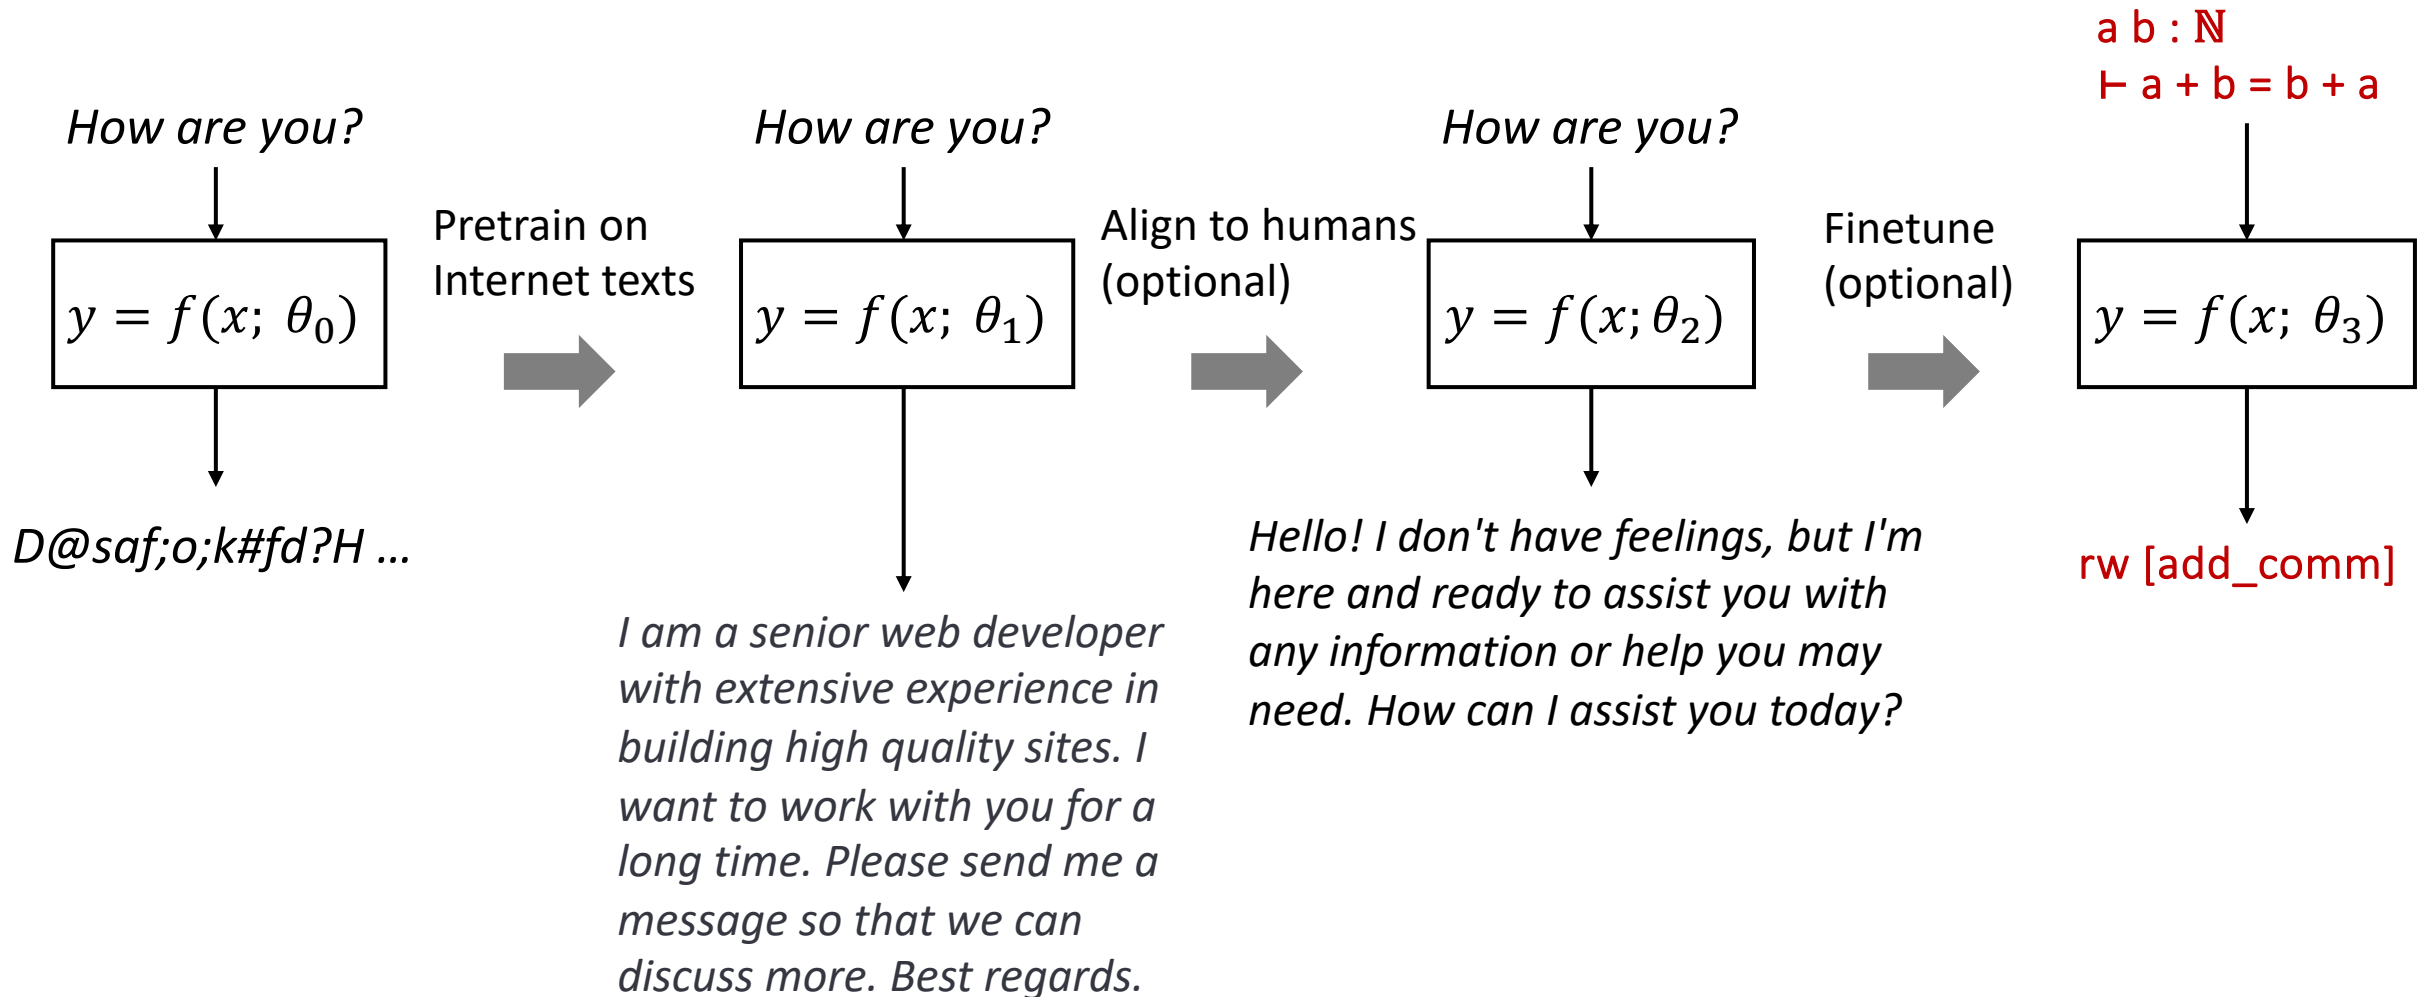 How are you?
y = f(x; θ₀)
D@saf;o;k#fd?H ...
Pretrain on
Internet texts
How are you?
y = f(x; θ₁)
I am a senior web developer
with extensive experience in
building high quality sites. I
want to work with you for a
long time. Please send me a
message so that we can
discuss more. Best regards.
Align to humans
(optional)
How are you?
y = f(x; θ₂)
Hello! I don't have feelings, but I'm
here and ready to assist you with
any information or help you may
need. How can I assist you today?
Finetune
(optional)
a b : ℕ
⊢ a + b = b + a
y = f(x; θ₃)
rw [add_comm]